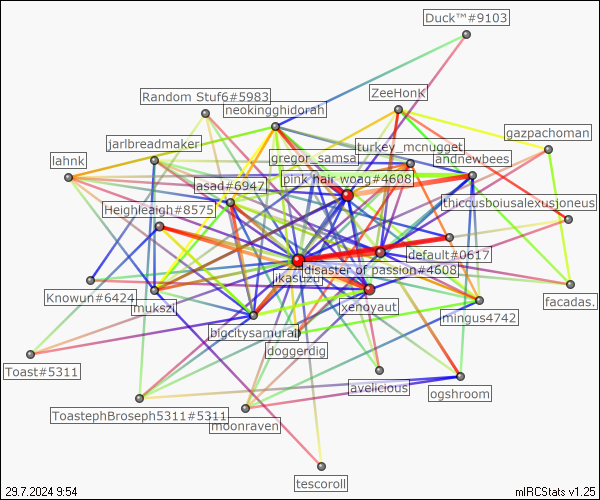 Duck™#9103
Random Stuf6#5983
ZeeHonk
neokingghidorah
gazpachoman
jarlbreadmaker
turkey_mcnugget
lahnk
gregor_samsa
andnewbees
asad#6947
pink hair woag#4608
thiccusboiusalexusjoneus
Heighleigh#8575
default#0617
disaster of passion#4608
ikasuzu
Knowun#6424
mukszi
xenoyaut
facadas.
mingus4742
bigcitysamurai
doggerdig
Toast#5311
avelicious
ogshroom
ToastephBroseph5311#5311
moonraven
tescoroll
29.7.2024 9:54
mIRCStats v1.25